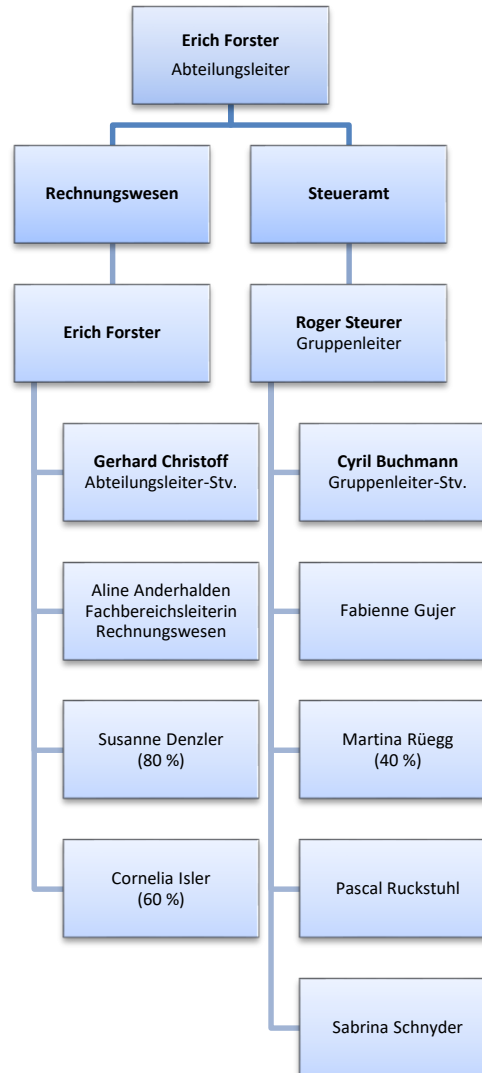 Erich Forster
Abteilungsleiter
Rechnungswesen
Steueramt
Erich Forster
Roger Steurer
Gruppenleiter
Gerhard Christoff
Abteilungsleiter-Stv.
Cyril Buchmann
Gruppenleiter-Stv.
Aline Anderhalden
Fachbereichsleiterin
Rechnungswesen
Fabienne Gujer
Susanne Denzler
(80 %)
Martina Rüegg
(40 %)
Cornelia Isler
(60 %)
Pascal Ruckstuhl
Sabrina Schnyder